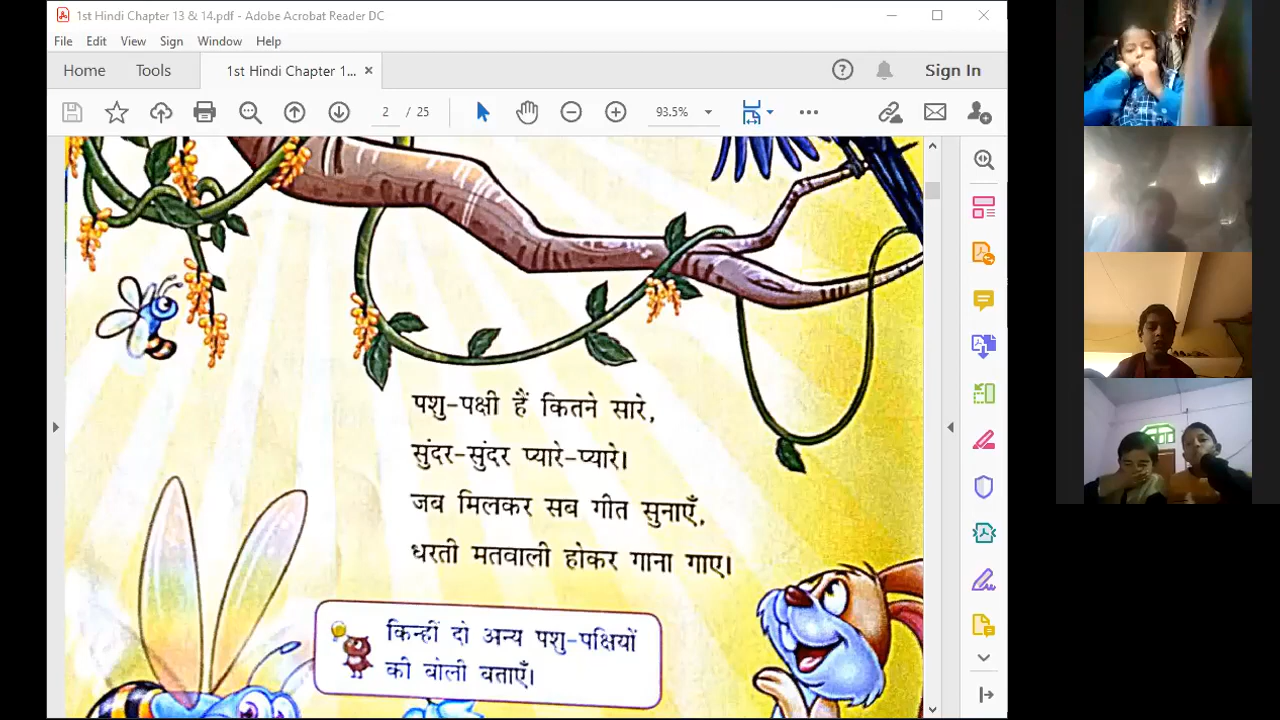 1st Hindi Chapter 13 & 14.pdf - Adobe Acrobat Reader DC
File Edit View Sign Window Help
Home Tools 1st Hindi Chapter 1... Sign In
2 / 25 93.5%
पशु-पक्षी हैं कितने सारे,
सुंदर-सुंदर प्यारे-प्यारे।
जब मिलकर सब गीत सुनाएँ,
धरती मतवाली होकर गाना गाए।
किन्हीं दो अन्य पशु-पक्षियों
की बोली बताएँ।